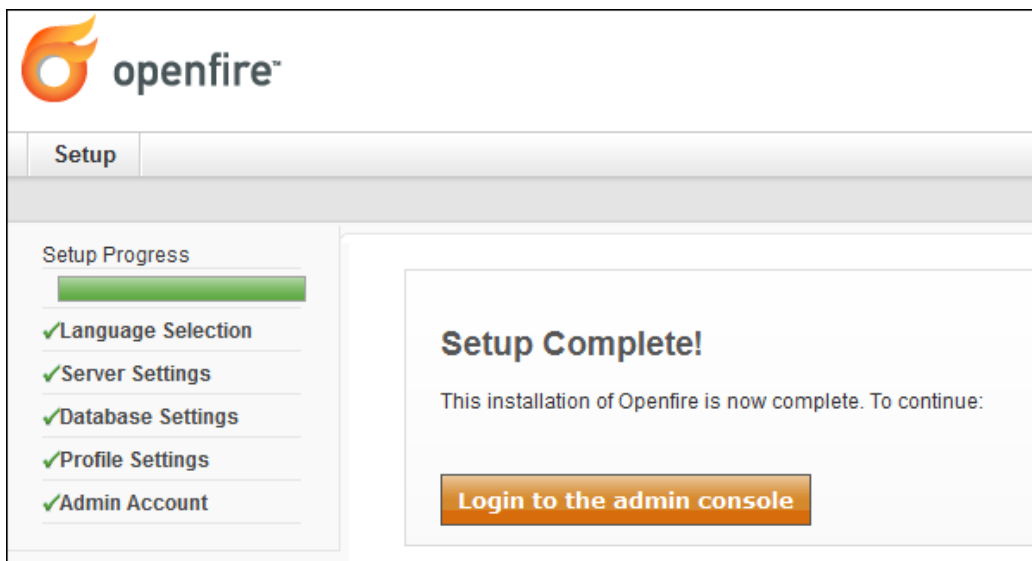 openfire™
Setup
Setup Progress
✓Language Selection
✓Server Settings
✓Database Settings
✓Profile Settings
✓Admin Account
Setup Complete!
This installation of Openfire is now complete. To continue:
Login to the admin console